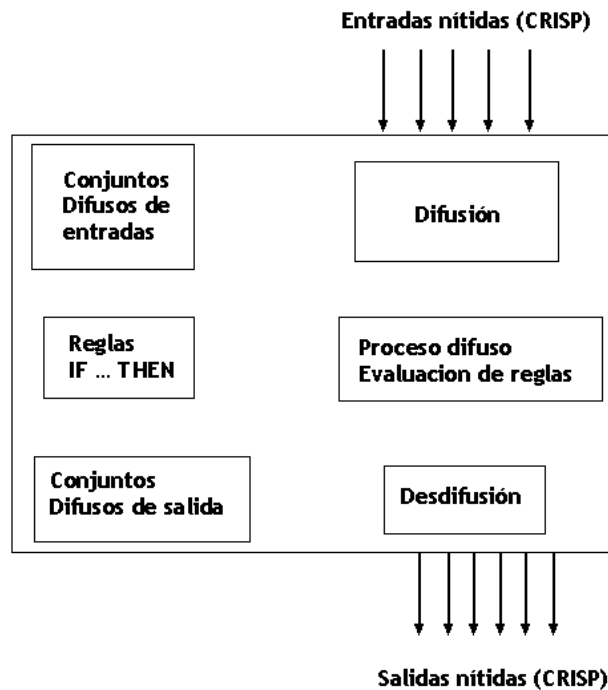 Entradas nítidas (CRISP)
Conjuntos
Difusos de
entradas
Difusión
Reglas
IF ... THEN
Proceso difuso
Evaluacion de reglas
Conjuntos
Difusos de salida
Desdifusión
Salidas nítidas (CRISP)